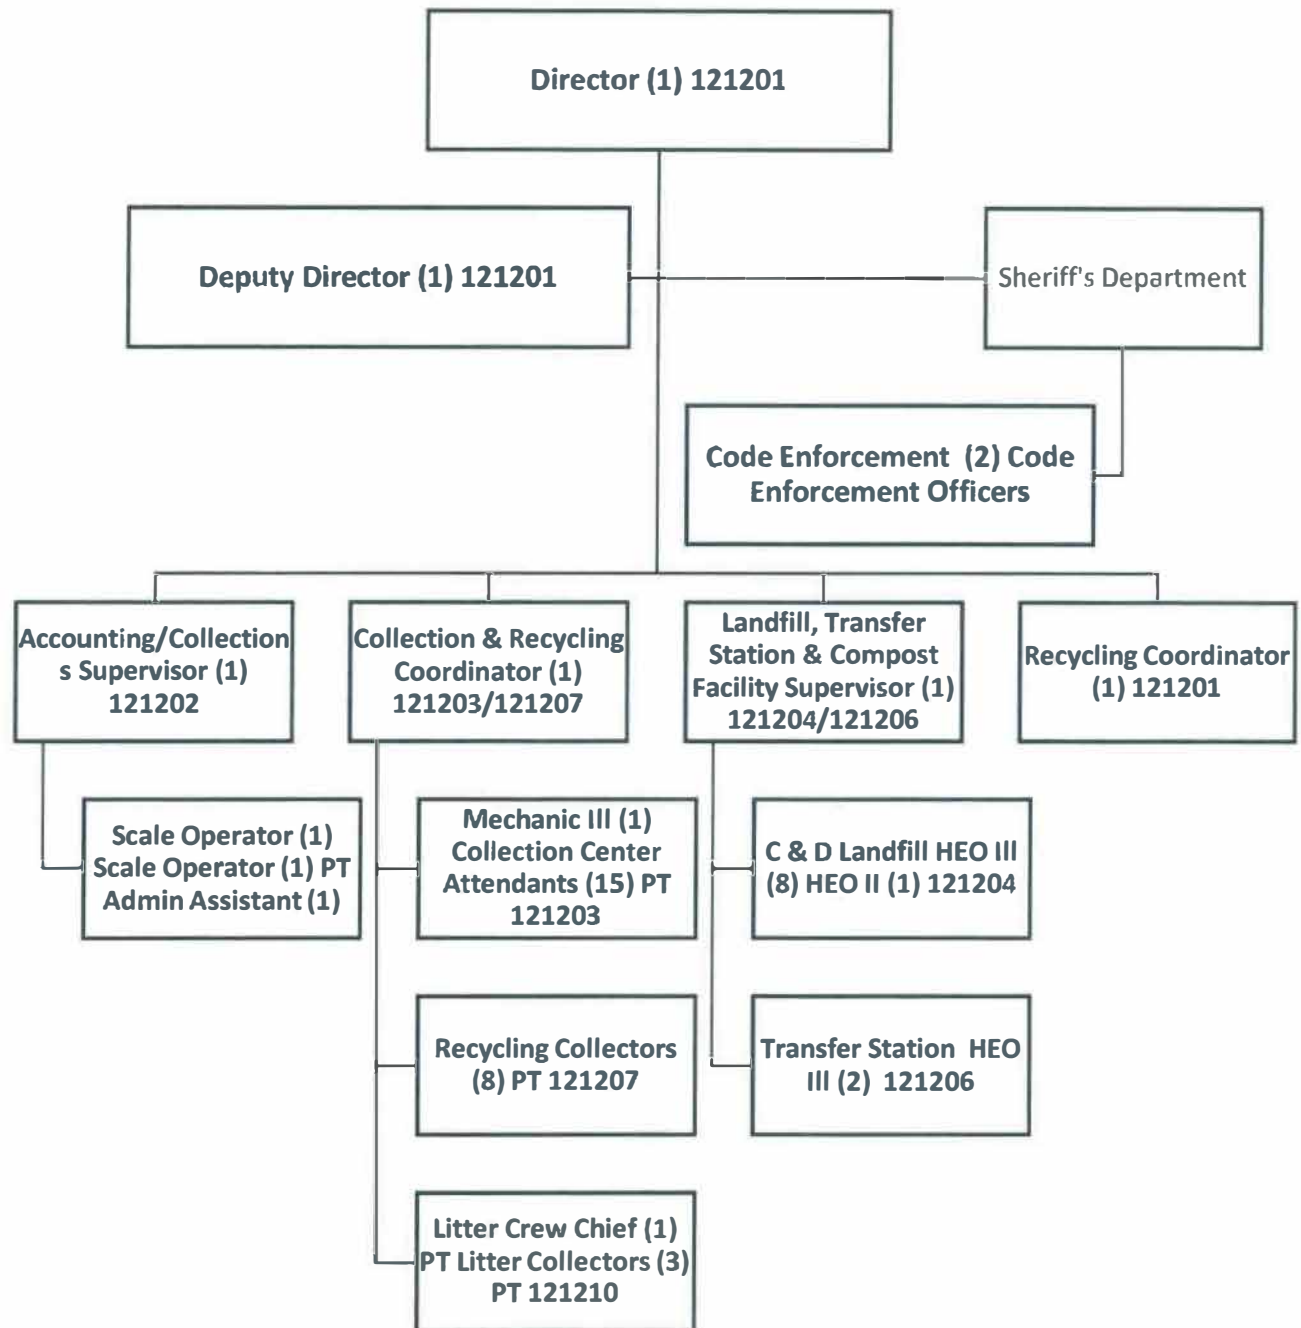 Director (1) 121201
Deputy Director (1) 121201
Sheriff's Department
Code Enforcement (2) Code
Enforcement Officers
Accounting/Collection
s Supervisor (1)
121202
Collection & Recycling
Coordinator (1)
121203/121207
Landfill, Transfer
Station & Compost
Facility Supervisor (1)
121204/121206
Recycling Coordinator
(1) 121201
Scale Operator (1)
Scale Operator (1) PT
Admin Assistant (1)
Mechanic III (1)
Collection Center
Attendants (15) PT
121203
C & D Landfill HEO III
(8) HEO II (1) 121204
Recycling Collectors
(8) PT 121207
Transfer Station HEO
III (2) 121206
Litter Crew Chief (1)
PT Litter Collectors (3)
PT 121210